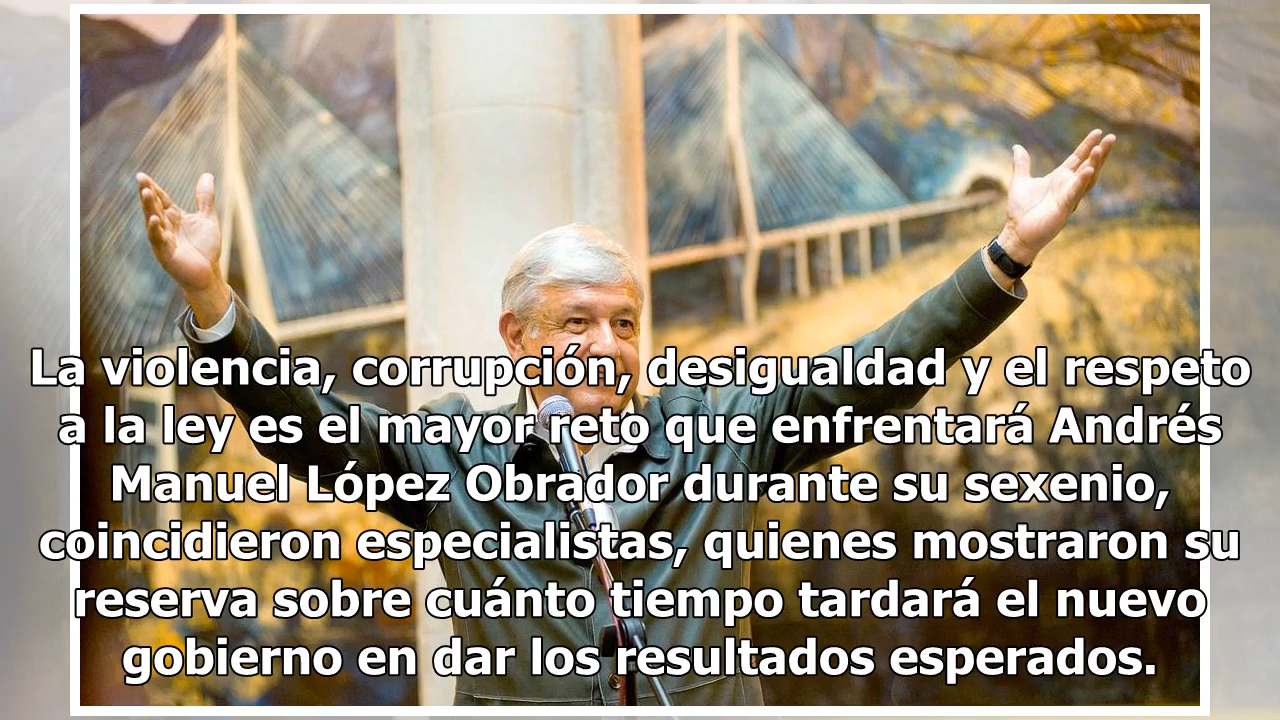 La violencia, corrupción, desigualdad y el respeto
a la ley es el mayor reto que enfrentará Andrés
Manuel López Obrador durante su sexenio,
coincidieron especialistas, quienes mostraron su
reserva sobre cuánto tiempo tardará el nuevo
gobierno en dar los resultados esperados.